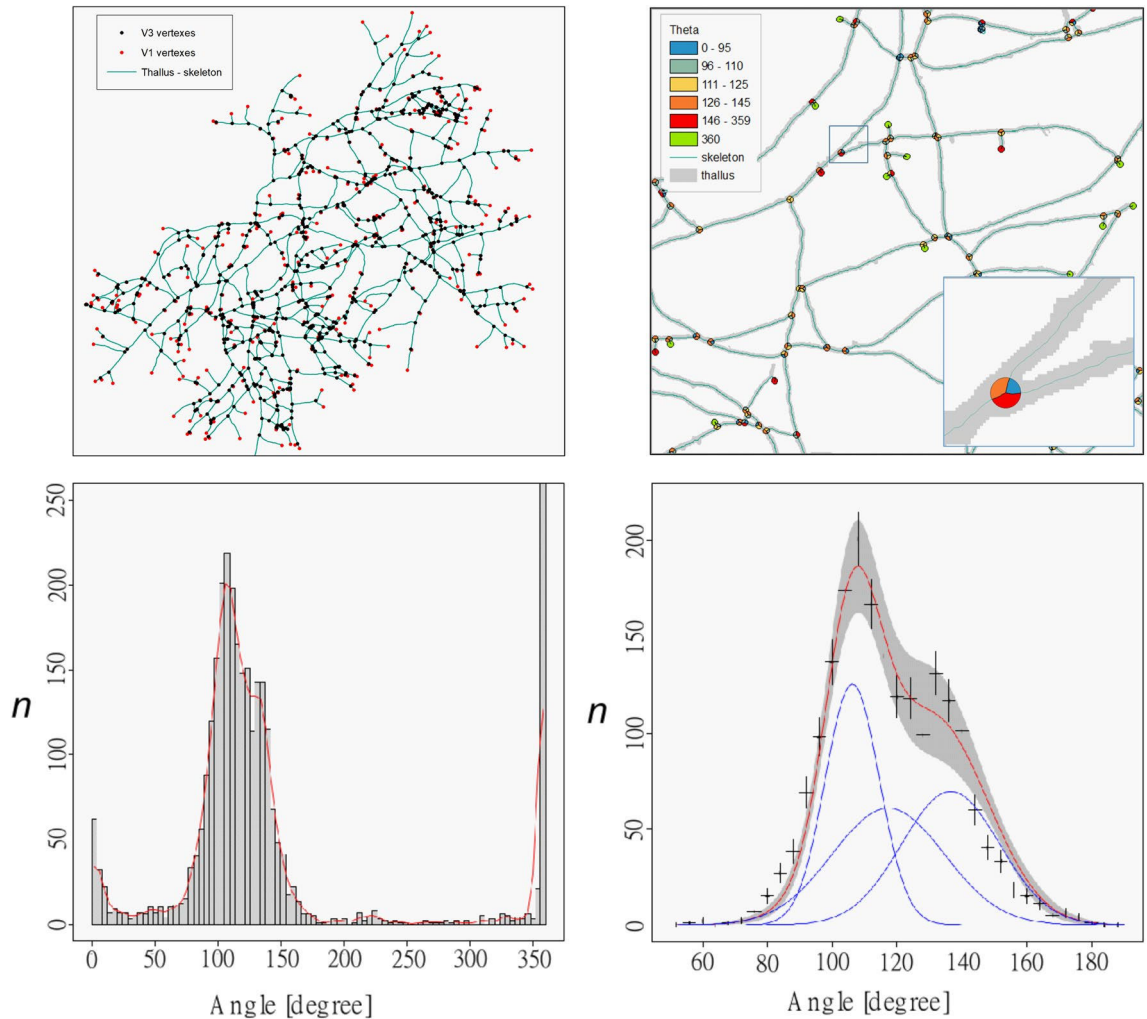 V3 vertexes
V1 vertexes
Thallus - skeleton
Theta
0 - 95
96 - 110
111 - 125
126 - 145
146 - 359
360
skeleton
thallus
250
200
150
100
50
0
n
0 50 100 150 200 250 300 350
Angle [degree]
200
150
100
50
0
n
60 80 100 120 140 160 180
Angle [degree]